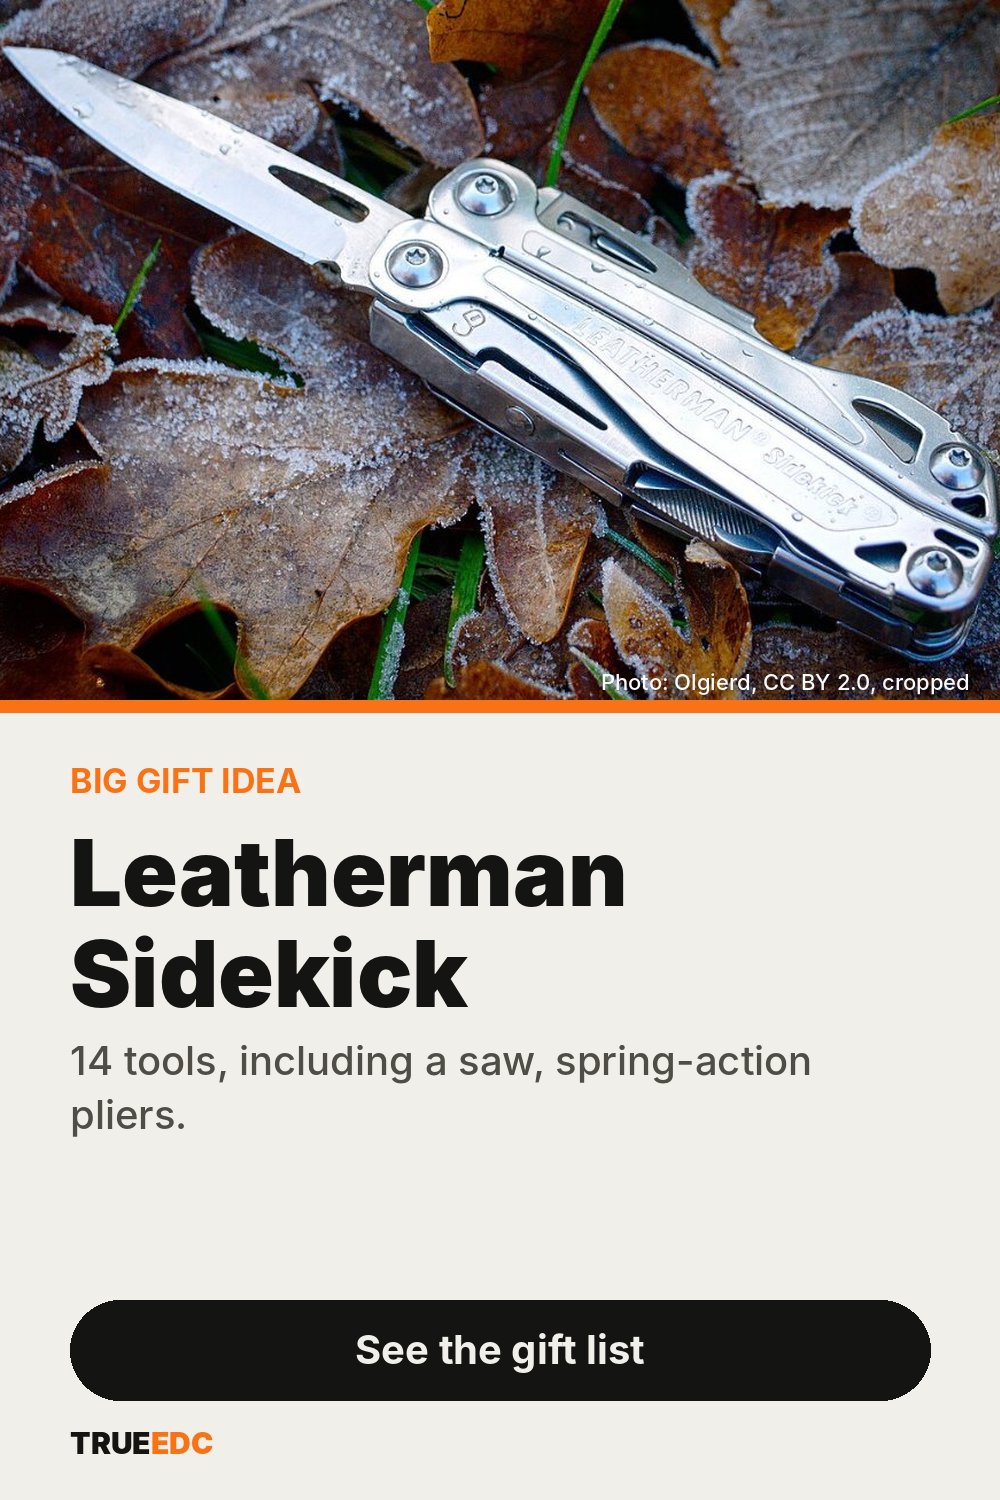 LEATHERMAN® Sidekick®
Photo: Olgierd, CC BY 2.0, cropped
BIG GIFT IDEA
Leatherman
Sidekick
14 tools, including a saw, spring-action
pliers.
See the gift list
TRUEEDC